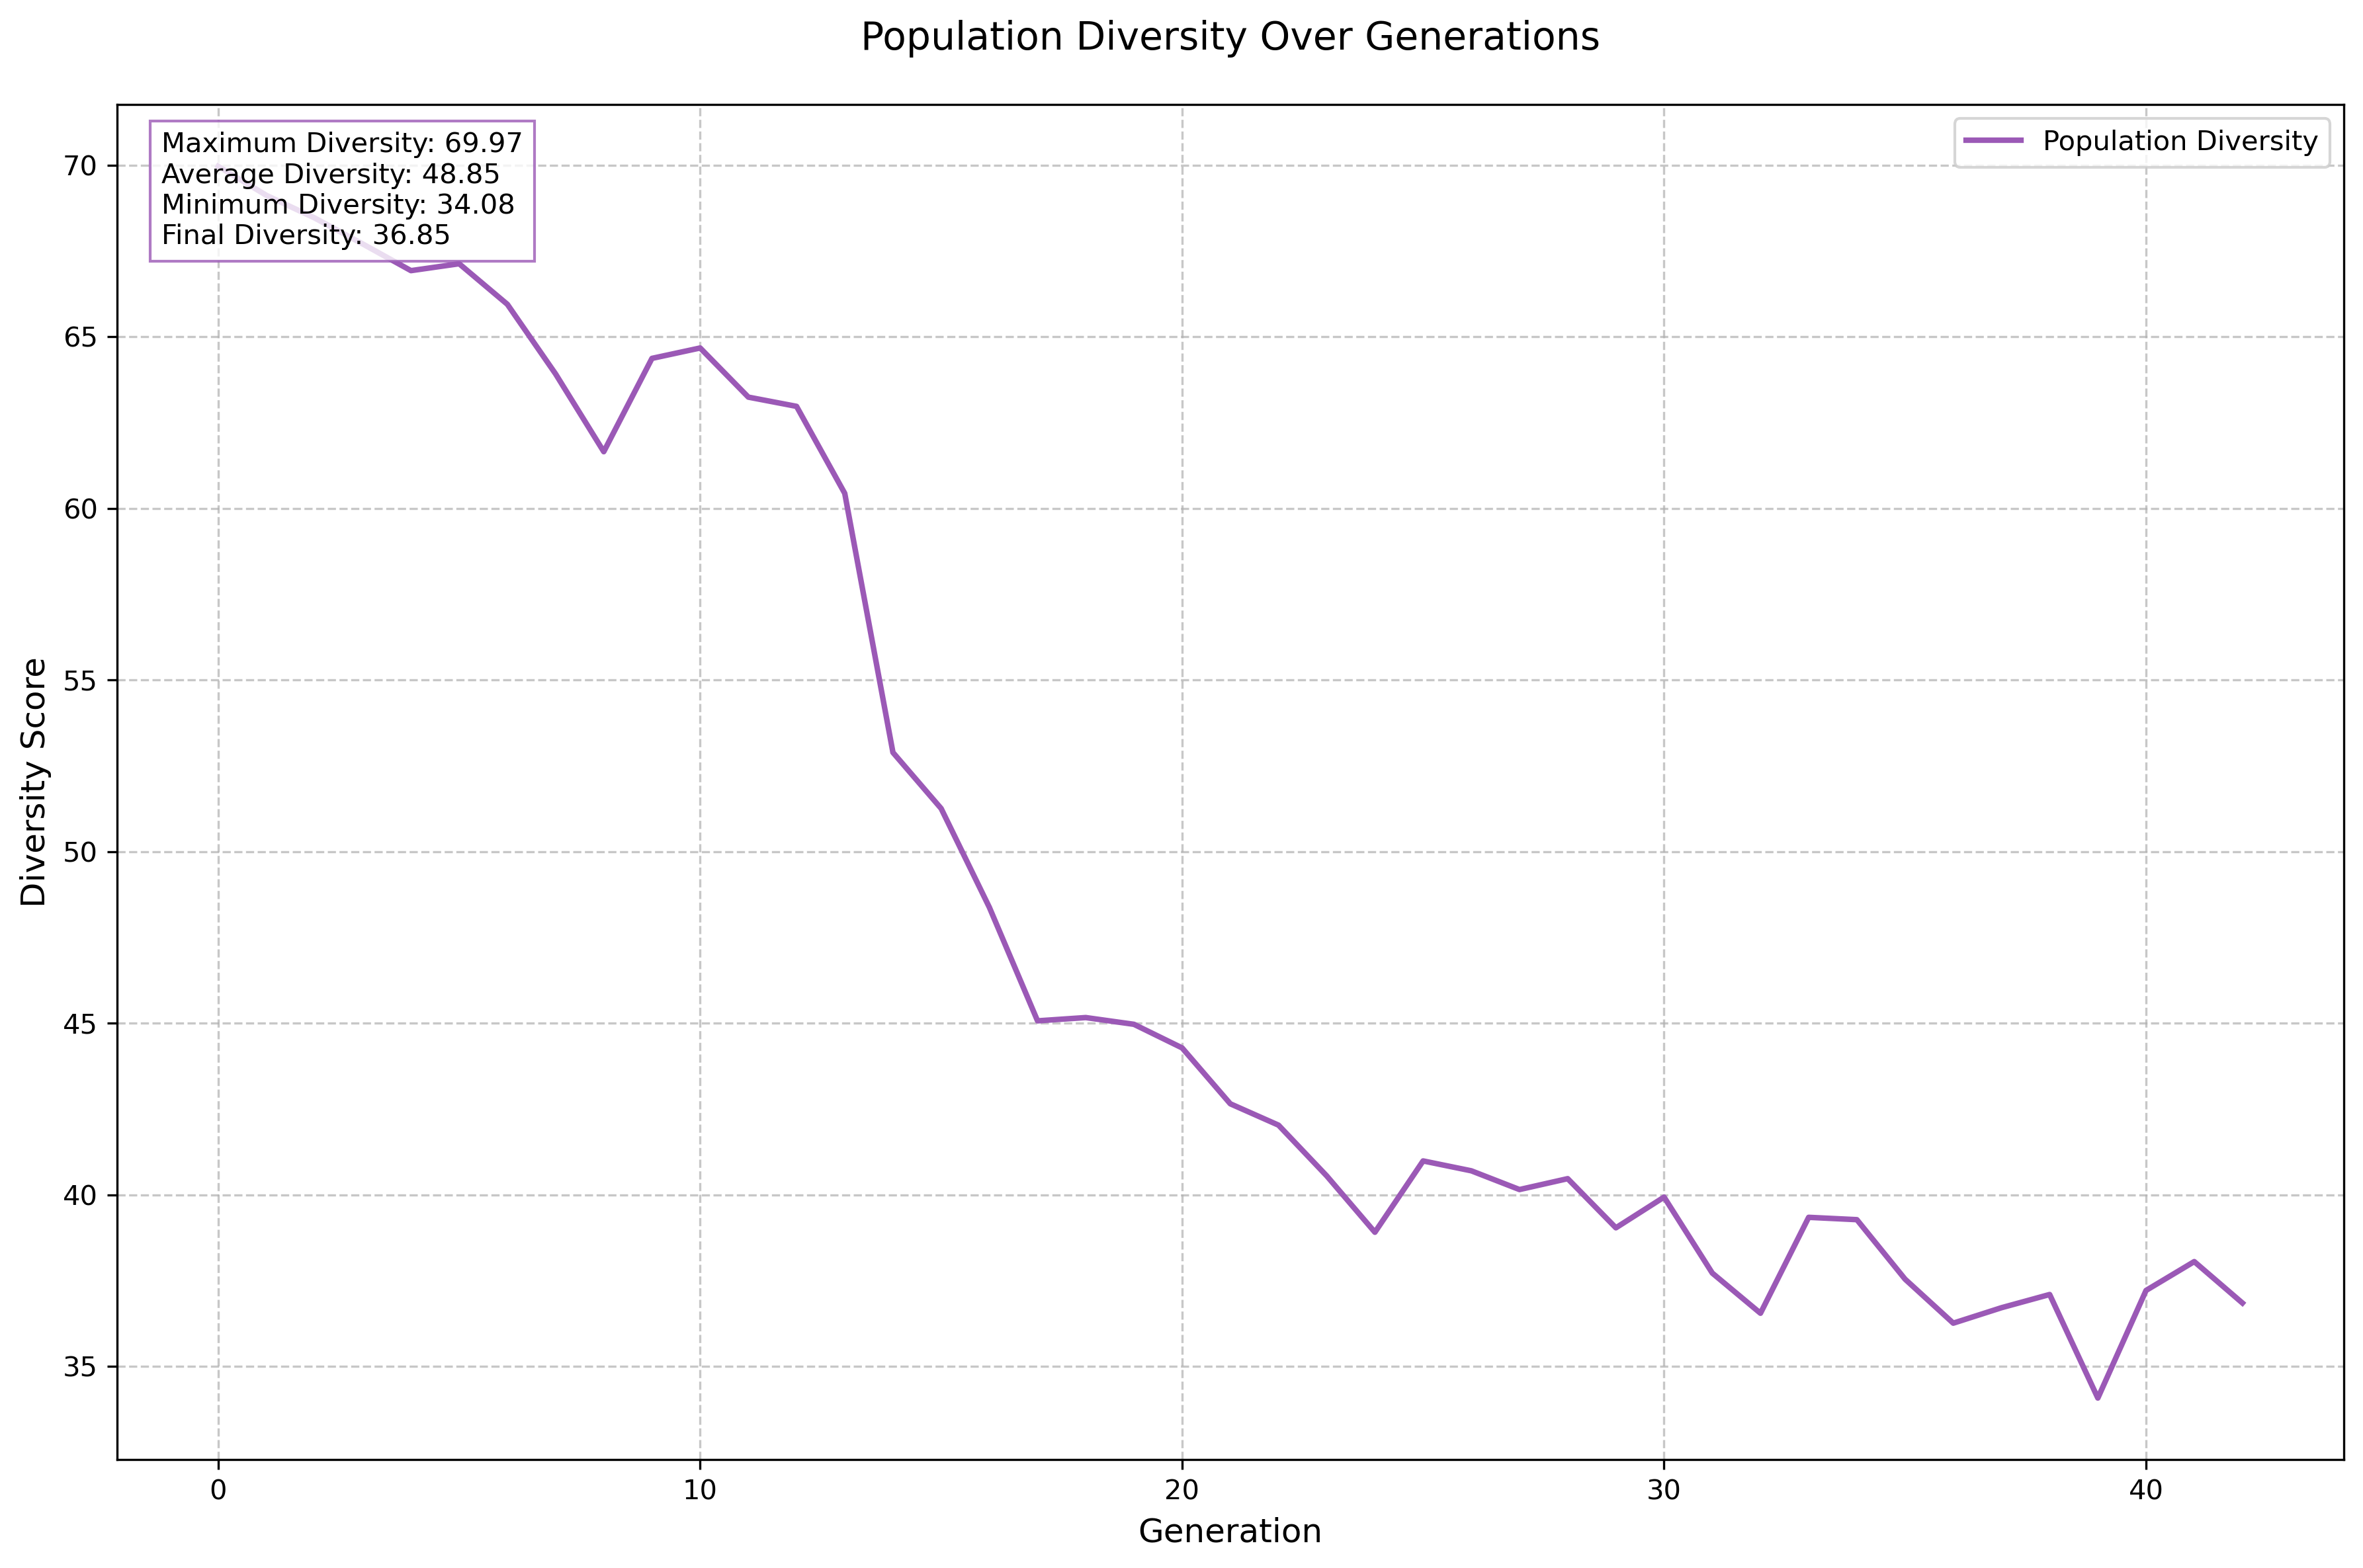 Population Diversity Over Generations
Maximum Diversity: 69.97
Average Diversity: 48.85
Minimum Diversity: 34.08
Final Diversity: 36.85
Population Diversity
Diversity Score
70
65
60
55
50
45
40
35
0 10 20 30 40
Generation